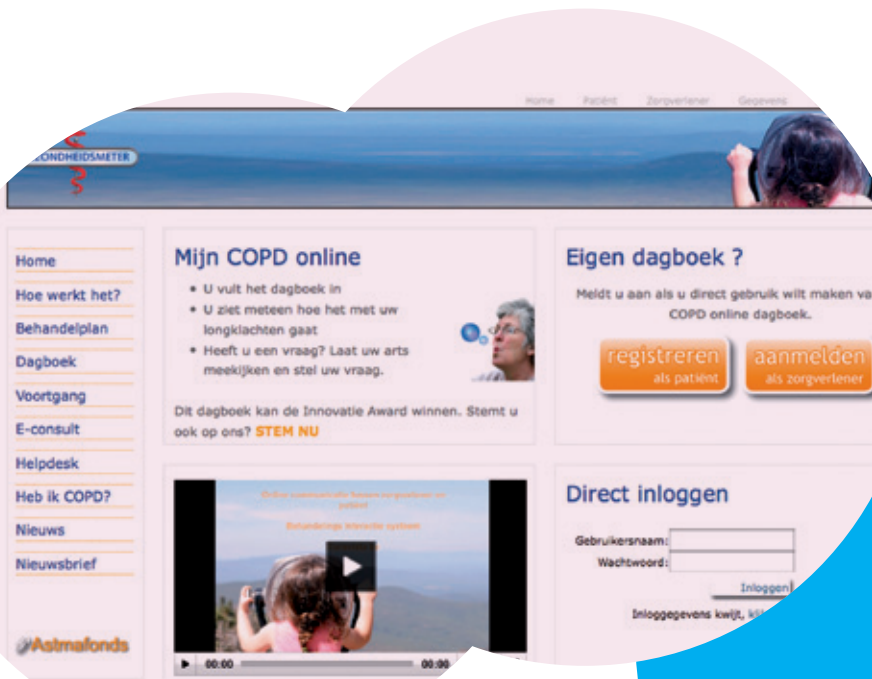 Home Patiënt Zorgverlener Gegevens
ONDHEIDSMETER
Home
Hoe werkt het?
Behandelplan
Dagboek
Voortgang
E-consult
Helpdesk
Heb ik COPD?
Nieuws
Nieuwsbrief
Astmafonds
Mijn COPD online
• U vult het dagboek in
• U ziet meteen hoe het met uw
longklachten gaat
• Heeft u een vraag? Laat uw arts
meekijken en stel uw vraag.
Dit dagboek kan de Innovatie Award winnen. Stemt u
ook op ons? STEM NU
Eigen dagboek ?
Meldt u aan als u direct gebruik wilt maken va
COPD online dagboek.
registreren
als patiënt
aanmelden
als zorgverlener
patiënt
00:00 00:00
Direct inloggen
Gebruikersnaam:
Wachtwoord:
Inloggen
Inloggegevens kwijt,